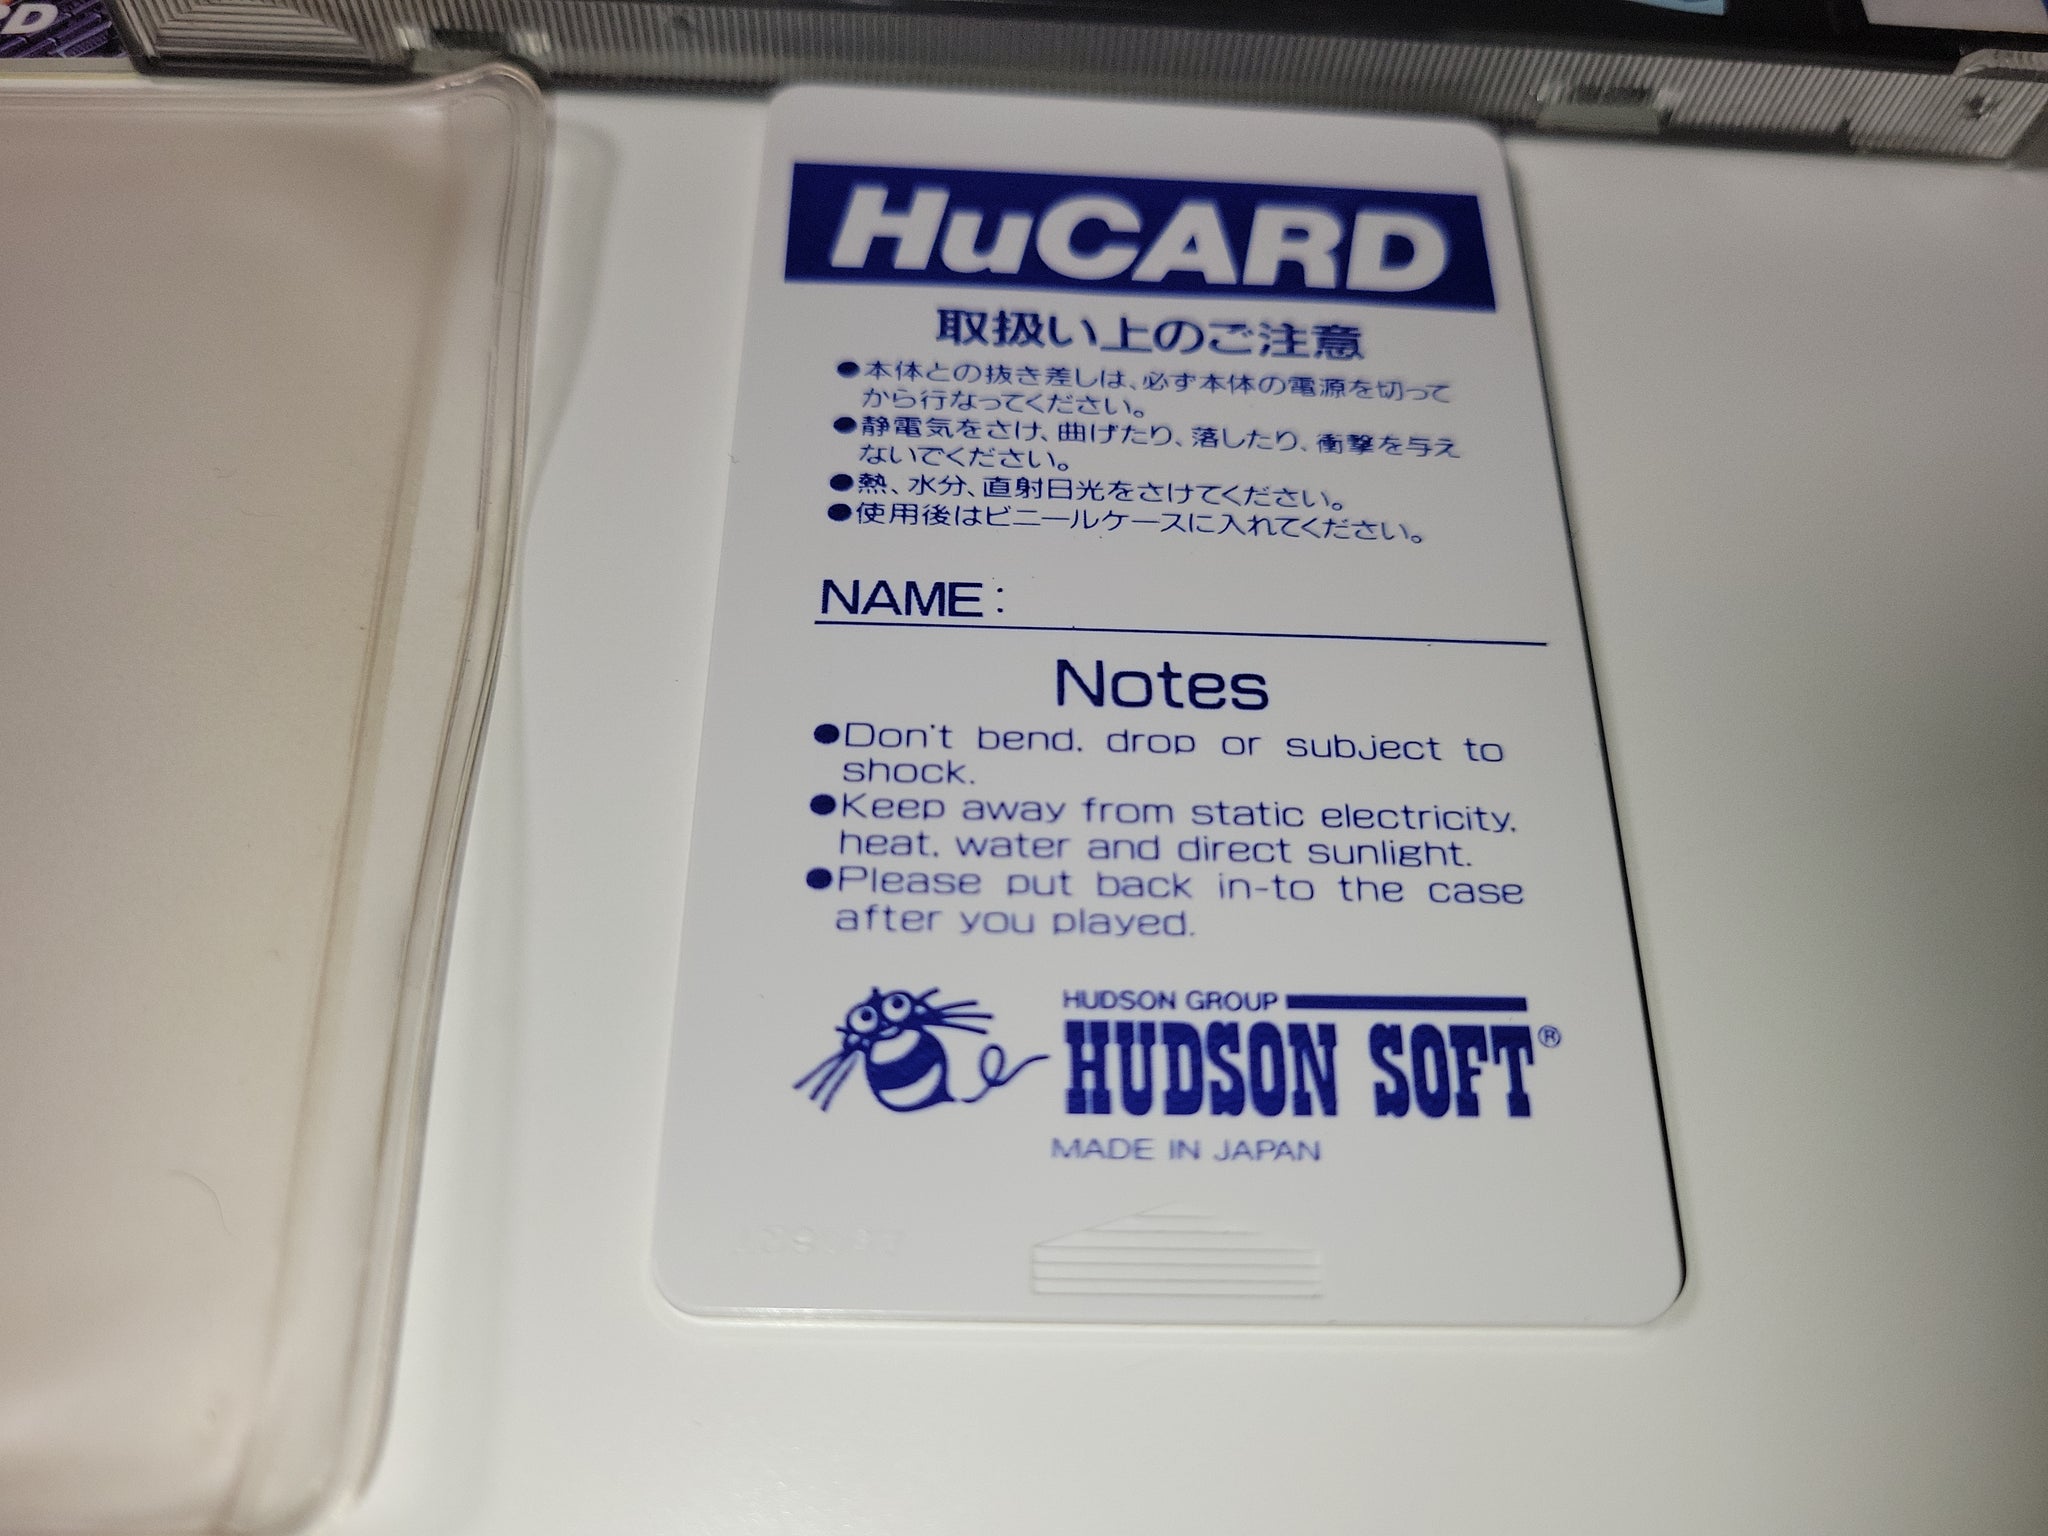 RD
HuCARD
取扱い上のご注意
●本体との抜き差しは、必ず本体の電源を切って
から行なってください。
●静電気をさけ、曲げたり、落したり、衝撃を与え
ないでください。
●熱、水分、直射日光をさけてください。
●使用後はビニールケースに入れてください。
NAME:
Notes
●Don't bend, drop or subject to
shock.
●Keep away from static electricity,
heat, water and direct sunlight.
●Please put back in-to the case
after you played.
HUDSON GROUP
HUDSON SOFT®
MADE IN JAPAN